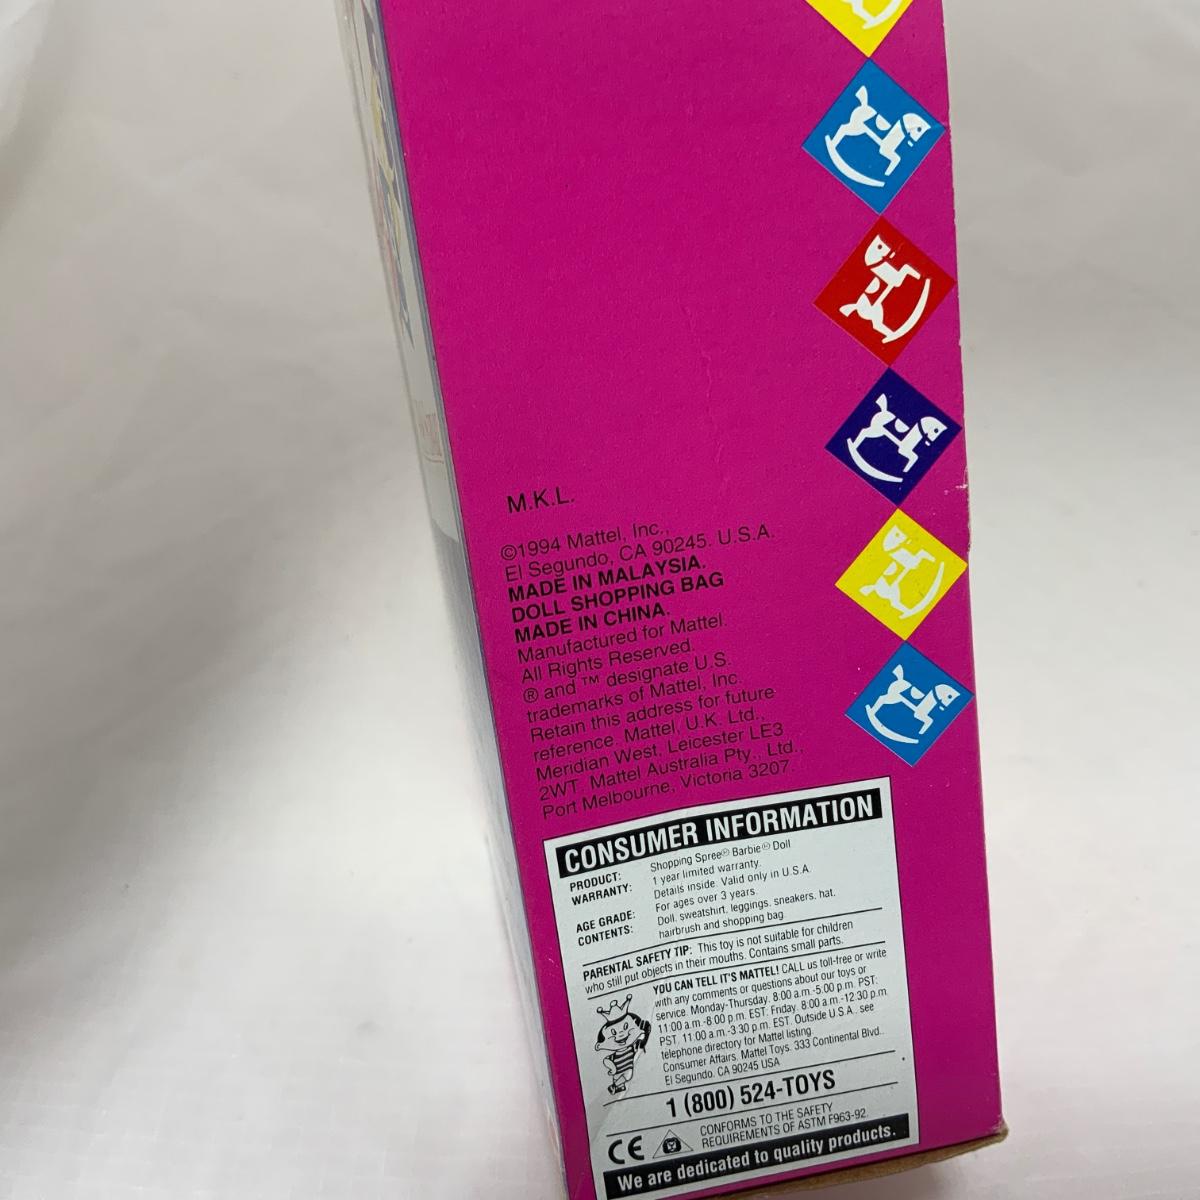 M.K.L.
©1994 Mattel, Inc.,
El Segundo, CA 90245. U.S.A.
MADE IN MALAYSIA.
DOLL SHOPPING BAG
MADE IN CHINA.
Manufactured for Mattel.
All Rights Reserved.
® and ™ designate U.S.
trademarks of Mattel, Inc.
Retain this address for future
reference. Mattel, U.K. Ltd.,
Meridian West, Leicester LE3
2WT. Mattel Australia Pty., Ltd.,
Port Melbourne, Victoria 3207.
CONSUMER INFORMATION
PRODUCT: Shopping Spree® Barbie® Doll
WARRANTY: 1 year limited warranty.
Details inside. Valid only in U.S.A.
AGE GRADE: For ages over 3 years.
CONTENTS: Doll, sweatshirt, leggings, sneakers, hat,
hairbrush and shopping bag.
PARENTAL SAFETY TIP: This toy is not suitable for children
who still put objects in their mouths. Contains small parts.
YOU CAN TELL IT'S MATTEL! CALL us toll-free or write
with any comments or questions about our toys or
service. Monday-Thursday. 8:00 a.m.-5:00 p.m. PST;
11:00 a.m.-8:00 p.m. EST; Friday, 8:00 a.m.-12:30 p.m.
PST, 11:00 a.m.-3:30 p.m. EST. Outside U.S.A., see
telephone directory for Mattel listing.
Consumer Affairs, Mattel Toys, 333 Continental Blvd.,
El Segundo, CA 90245 USA
1 (800) 524-TOYS
CE
CONFORMS TO THE SAFETY
REQUIREMENTS OF ASTM F963-92.
We are dedicated to quality products.